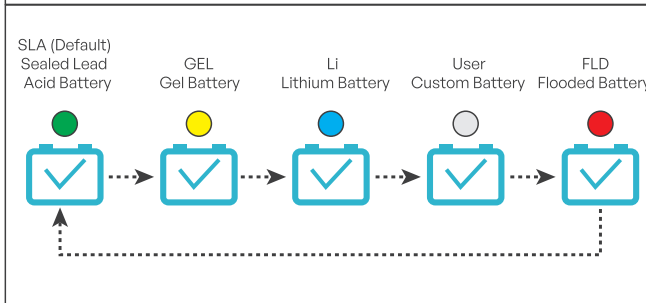 SLA (Default)
Sealed Lead
Acid Battery
GEL
Gel Battery
Li
Lithium Battery
User
Custom Battery
FLD
Flooded Battery